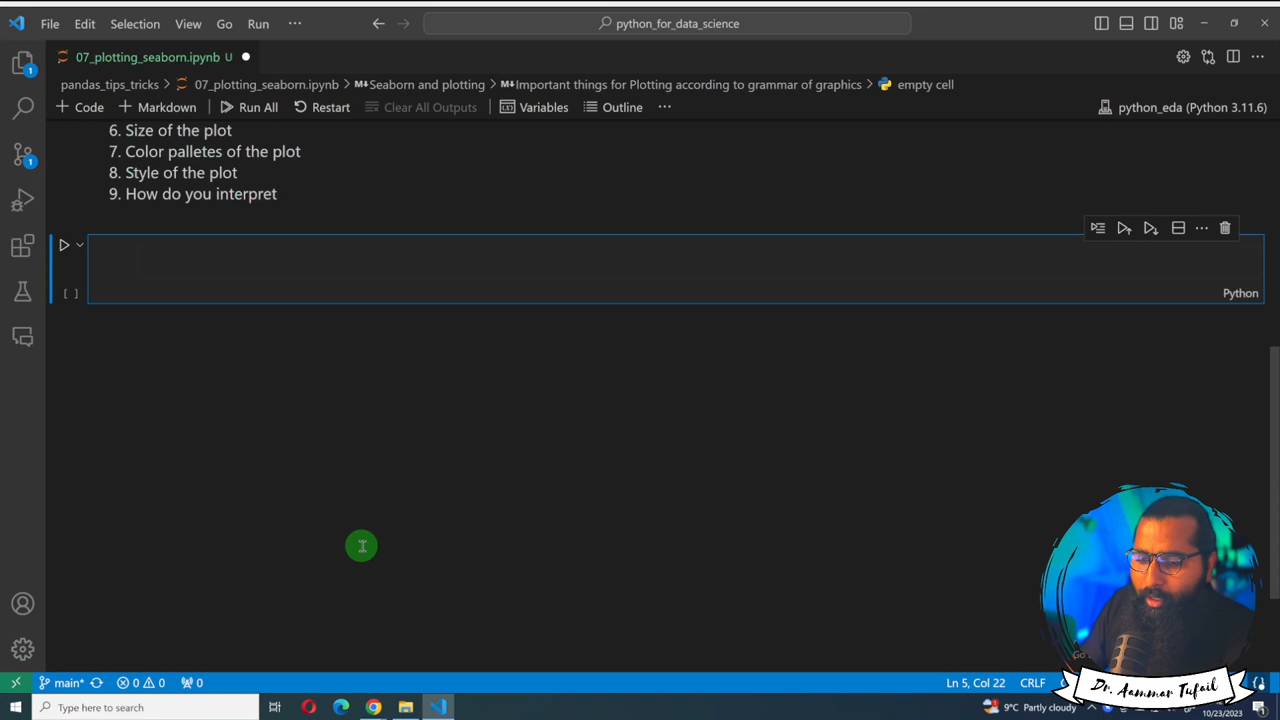 File Edit Selection View Go Run ··· python_for_data_science
07_plotting_seaborn.ipynb U
pandas_tips_tricks > 07_plotting_seaborn.ipynb > M↓Seaborn and plotting > M↓Important things for Plotting according to grammar of graphics > empty cell
+ Code + Markdown Run All Restart Clear All Outputs Variables Outline ··· python_eda (Python 3.11.6)
6. Size of the plot
7. Color palletes of the plot
8. Style of the plot
9. How do you interpret
[ ] Python
main* 0 0 0 Ln 5, Col 22 CRLF
Dr. Aammar Tufail
Type here to search 9°C Partly cloudy 10/23/2023